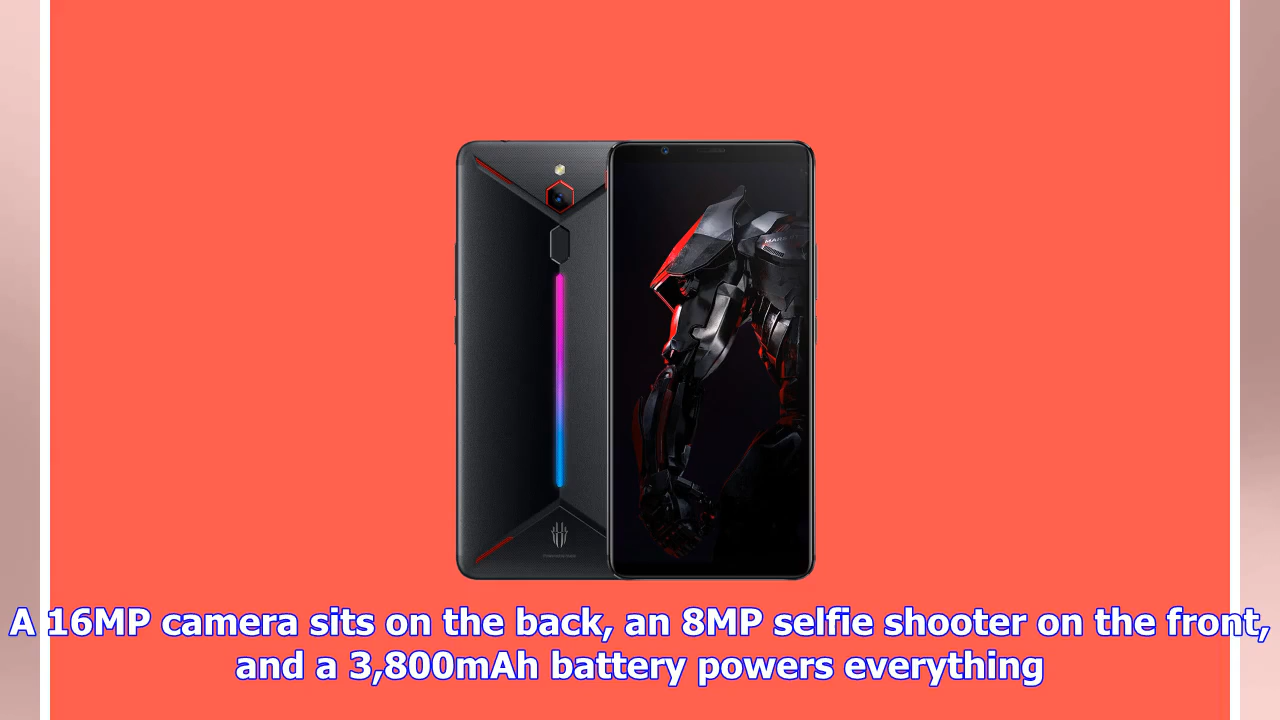 A 16MP camera sits on the back, an 8MP selfie shooter on the front,
and a 3,800mAh battery powers everything